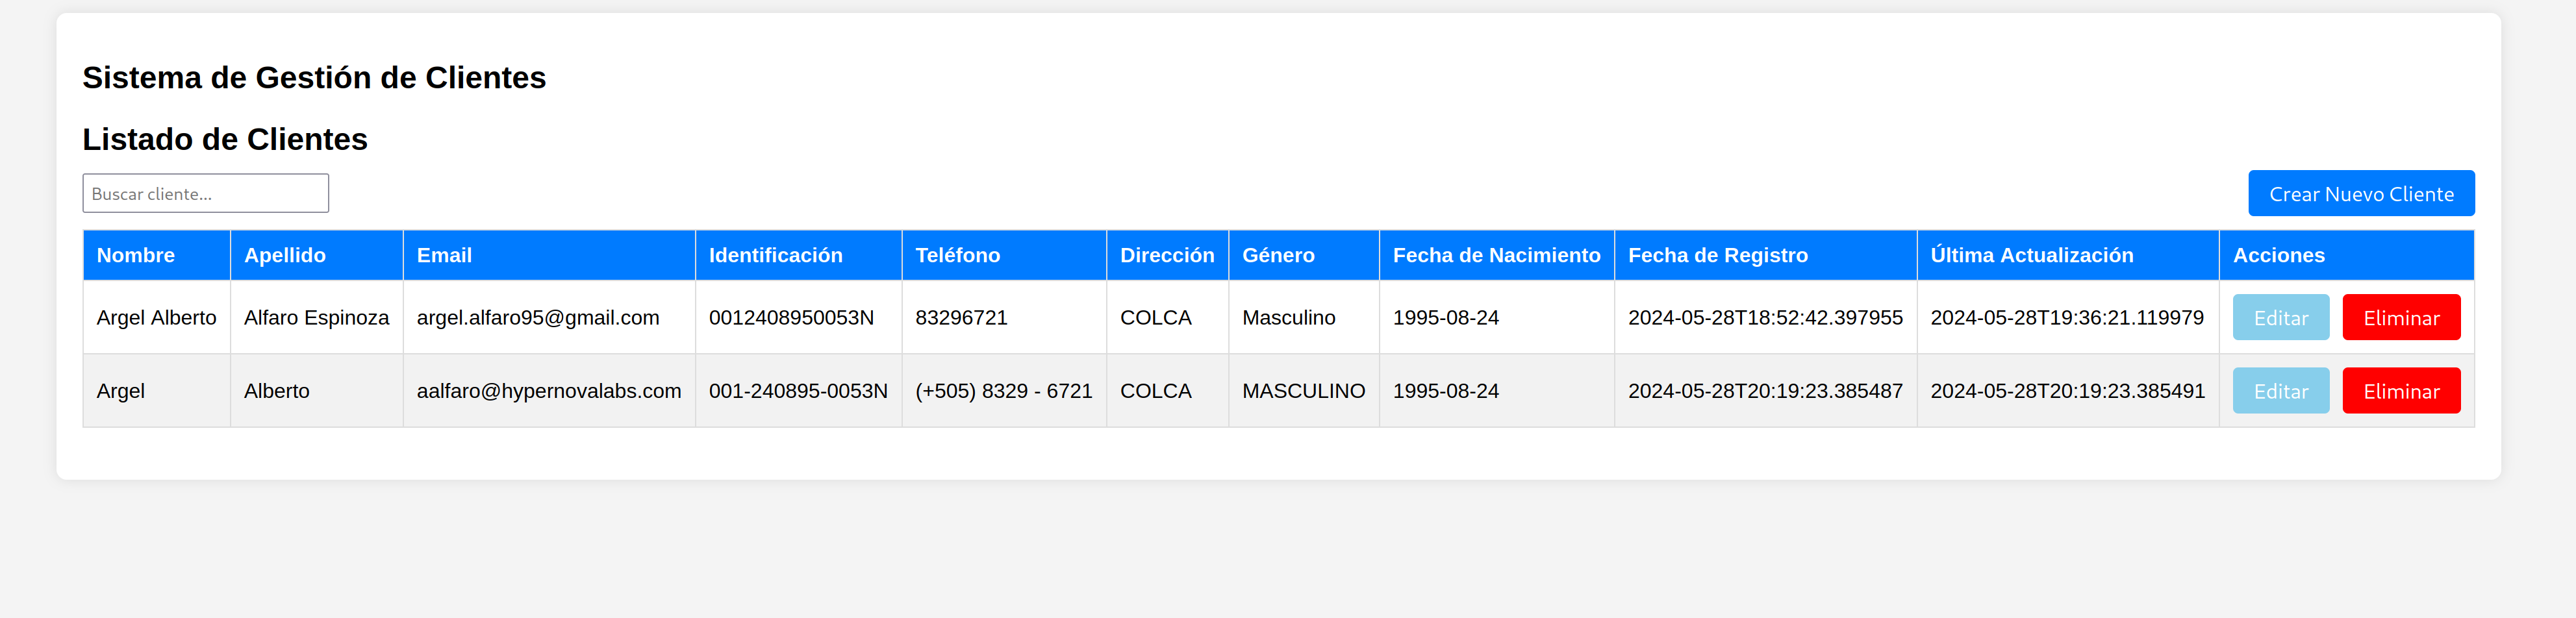 Sistema de Gestión de Clientes
Listado de Clientes
Buscar cliente...
Crear Nuevo Cliente
Nombre Apellido Email Identificación Teléfono Dirección Género Fecha de Nacimiento Fecha de Registro Última Actualización Acciones
Argel Alberto Alfaro Espinoza argel.alfaro95@gmail.com 0012408950053N 83296721 COLCA Masculino 1995-08-24 2024-05-28T18:52:42.397955 2024-05-28T19:36:21.119979 Editar Eliminar
Argel Alberto aalfaro@hypernovalabs.com 001-240895-0053N (+505) 8329 - 6721 COLCA MASCULINO 1995-08-24 2024-05-28T20:19:23.385487 2024-05-28T20:19:23.385491 Editar Eliminar